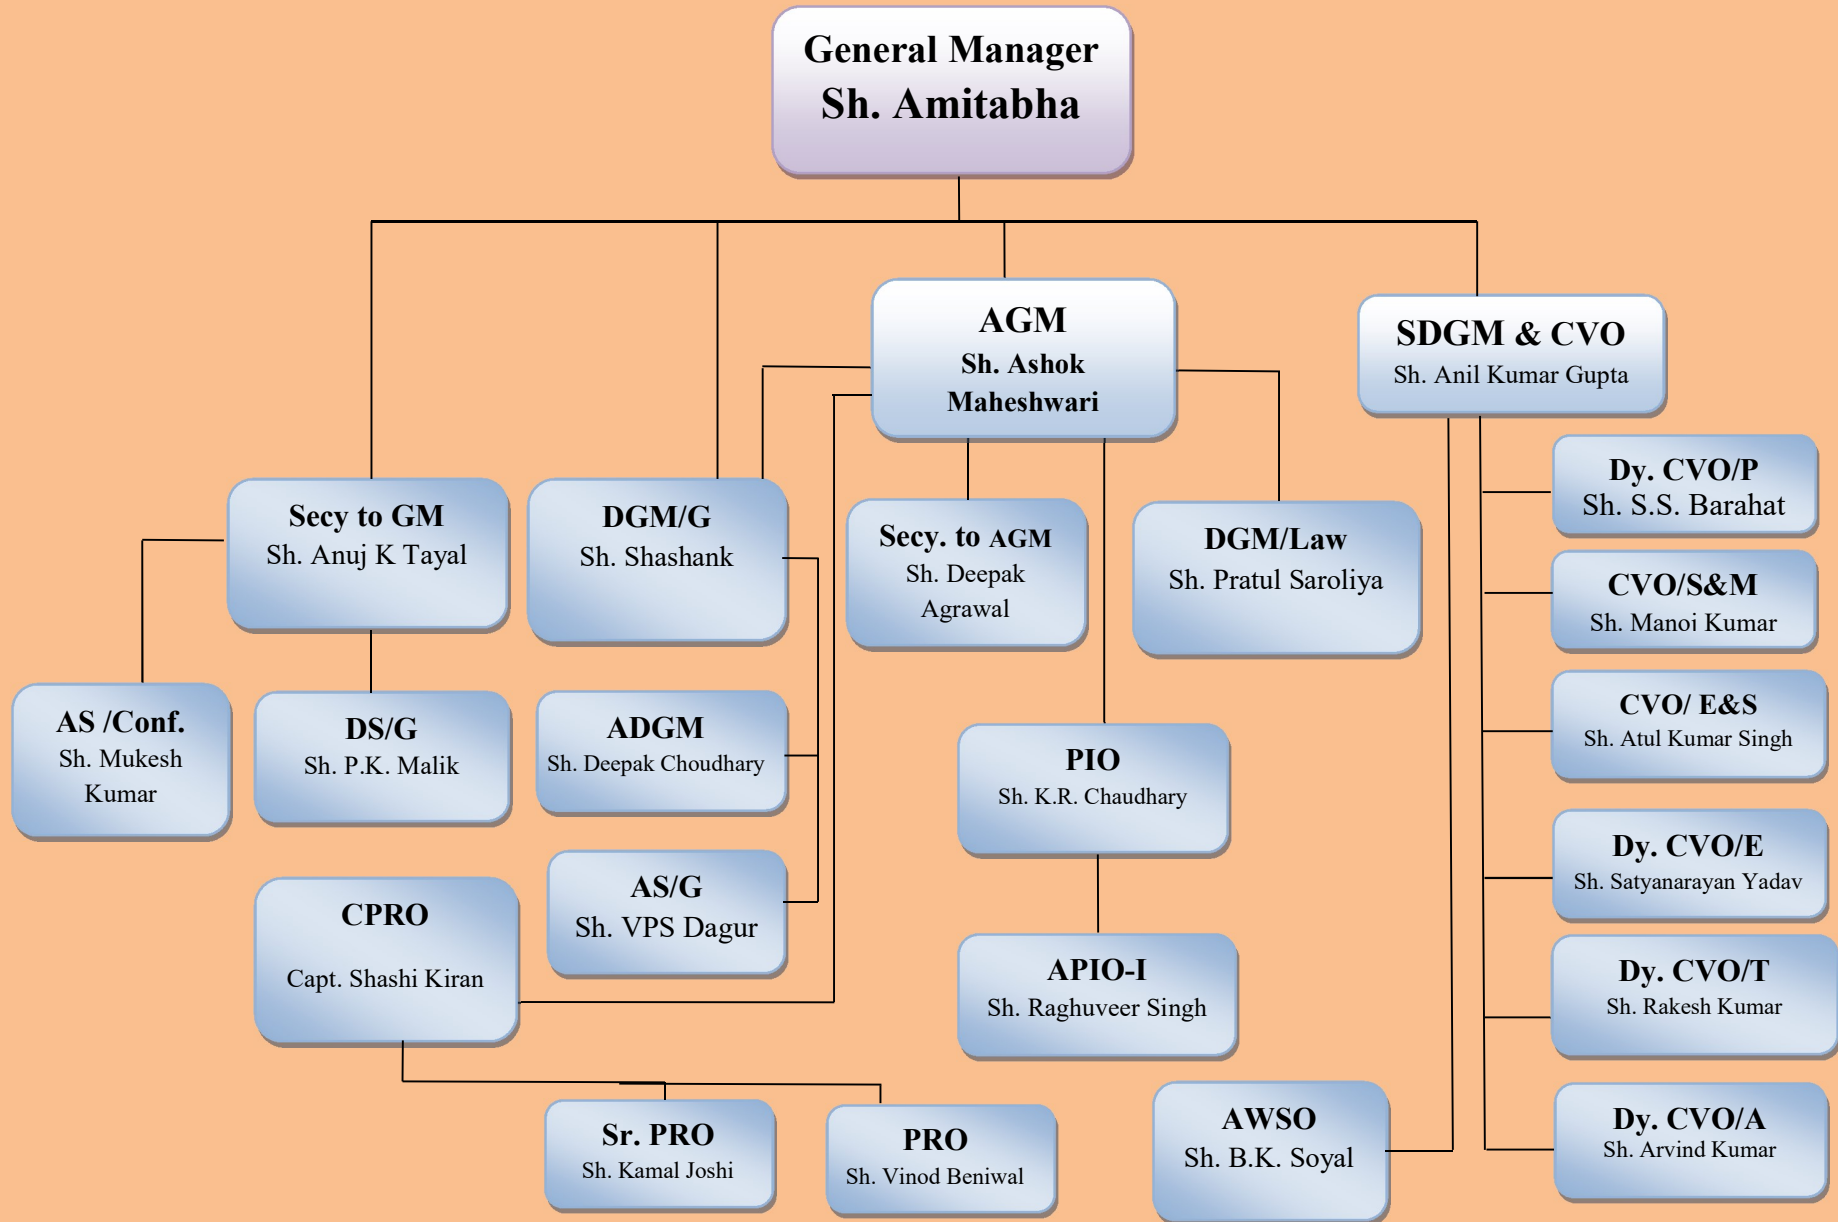 General Manager
Sh. Amitabha
AGM
Sh. Ashok
Maheshwari
SDGM & CVO
Sh. Anil Kumar Gupta
Secy to GM
Sh. Anuj K Tayal
DGM/G
Sh. Shashank
Secy. to AGM
Sh. Deepak
Agrawal
DGM/Law
Sh. Pratul Saroliya
Dy. CVO/P
Sh. S.S. Barahat
CVO/S&M
Sh. Manoi Kumar
CVO/ E&S
Sh. Atul Kumar Singh
Dy. CVO/E
Sh. Satyanarayan Yadav
Dy. CVO/T
Sh. Rakesh Kumar
Dy. CVO/A
Sh. Arvind Kumar
AS /Conf.
Sh. Mukesh
Kumar
DS/G
Sh. P.K. Malik
ADGM
Sh. Deepak Choudhary
PIO
Sh. K.R. Chaudhary
CPRO
Capt. Shashi Kiran
AS/G
Sh. VPS Dagur
APIO-I
Sh. Raghuveer Singh
Sr. PRO
Sh. Kamal Joshi
PRO
Sh. Vinod Beniwal
AWSO
Sh. B.K. Soyal